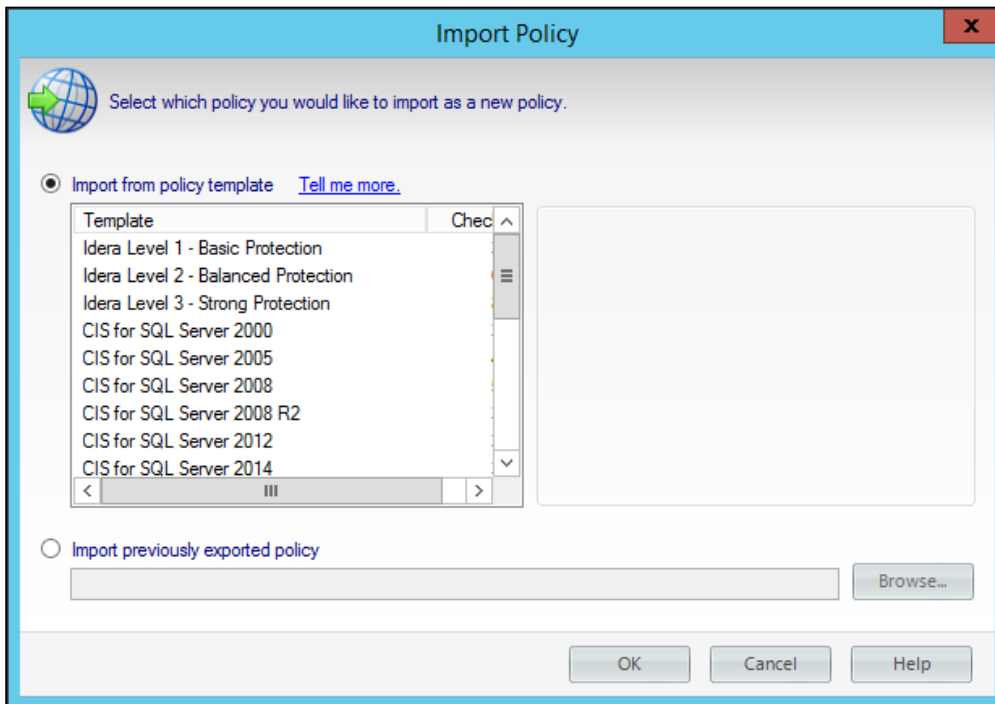 Import Policy
x
Select which policy you would like to import as a new policy.
Import from policy template Tell me more.
Template Chec
Idera Level 1 - Basic Protection
Idera Level 2 - Balanced Protection
Idera Level 3 - Strong Protection
CIS for SQL Server 2000
CIS for SQL Server 2005
CIS for SQL Server 2008
CIS for SQL Server 2008 R2
CIS for SQL Server 2012
CIS for SQL Server 2014
Import previously exported policy
Browse...
OK Cancel Help